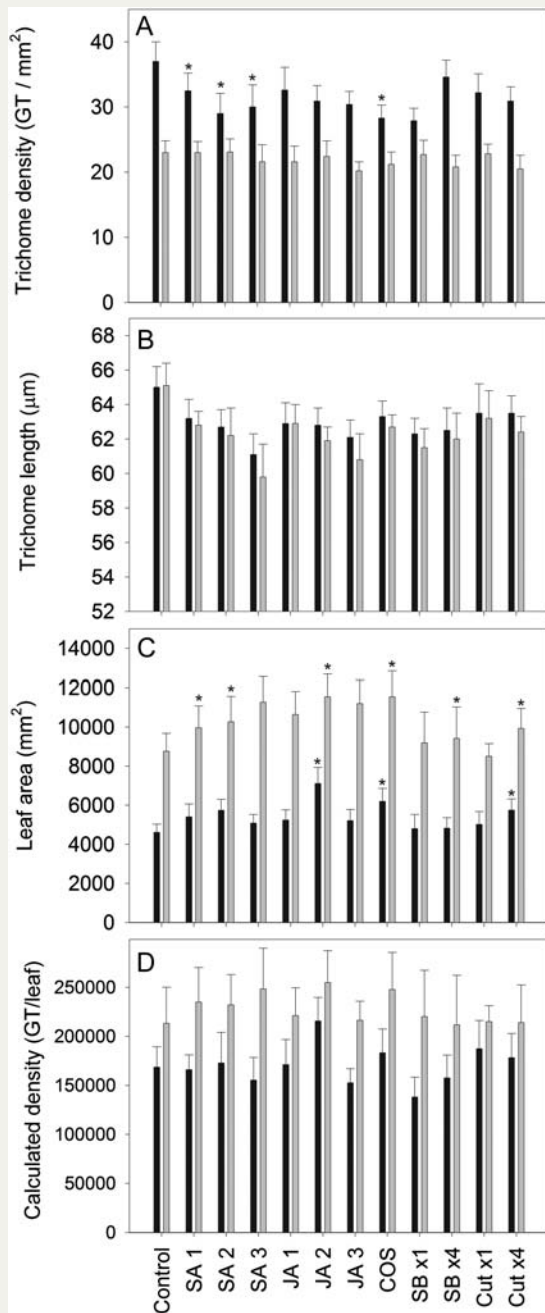 A
Trichome density (GT / mm²)
40
30
20
10
0
* * * *
B
Trichome length (µm)
68
66
64
62
60
58
56
54
52
C
Leaf area (mm²)
14000
12000
10000
8000
6000
4000
2000
0
* * * * * *
* * *
D
Calculated density (GT/leaf)
250000
200000
150000
100000
50000
0
Control
SA 1
SA 2
SA 3
JA 1
JA 2
JA 3
COS
SB x1
SB x4
Cut x1
Cut x4